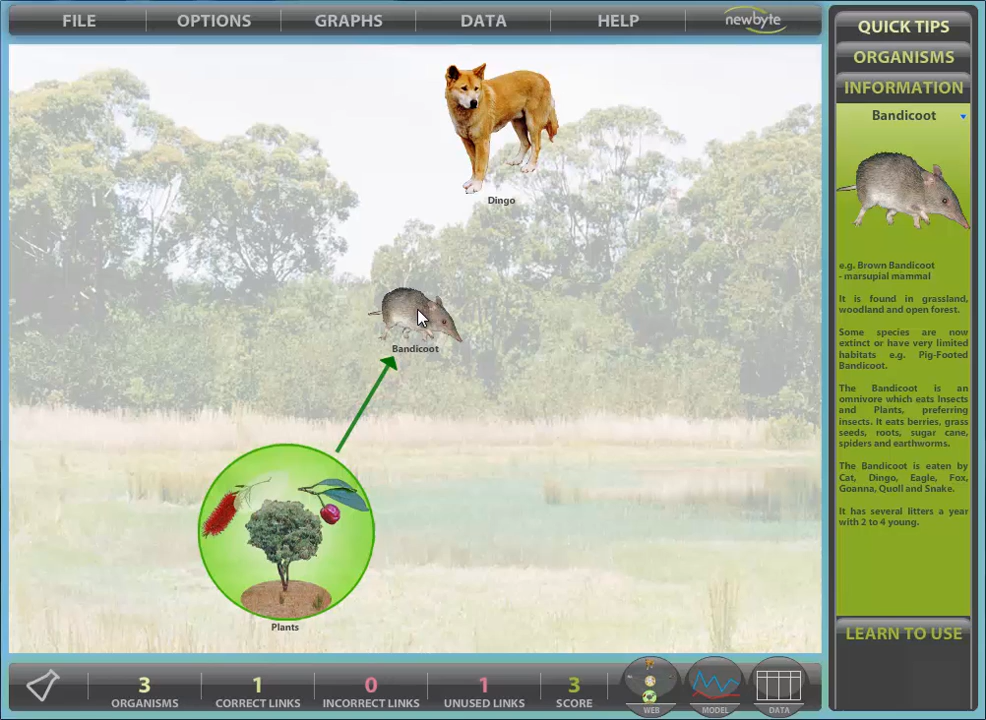 FILE
OPTIONS
GRAPHS
DATA
HELP
newbyte
QUICK TIPS
ORGANISMS
INFORMATION
Bandicoot
e.g. Brown Bandicoot
- marsupial mammal
It is found in grassland,
woodland and open forest.
Some species are now
extinct or have very limited
habitats e.g. Pig-Footed
Bandicoot.
The Bandicoot is an
omnivore which eats Insects
and Plants, preferring
insects. It eats berries, grass
seeds, roots, sugar cane,
spiders and earthworms.
The Bandicoot is eaten by
Cat, Dingo, Eagle, Fox,
Goanna, Quoll and Snake.
It has several litters a year
with 2 to 4 young.
LEARN TO USE
Dingo
Bandicoot
Plants
3
ORGANISMS
1
CORRECT LINKS
0
INCORRECT LINKS
1
UNUSED LINKS
3
SCORE
WEB
MODEL
DATA